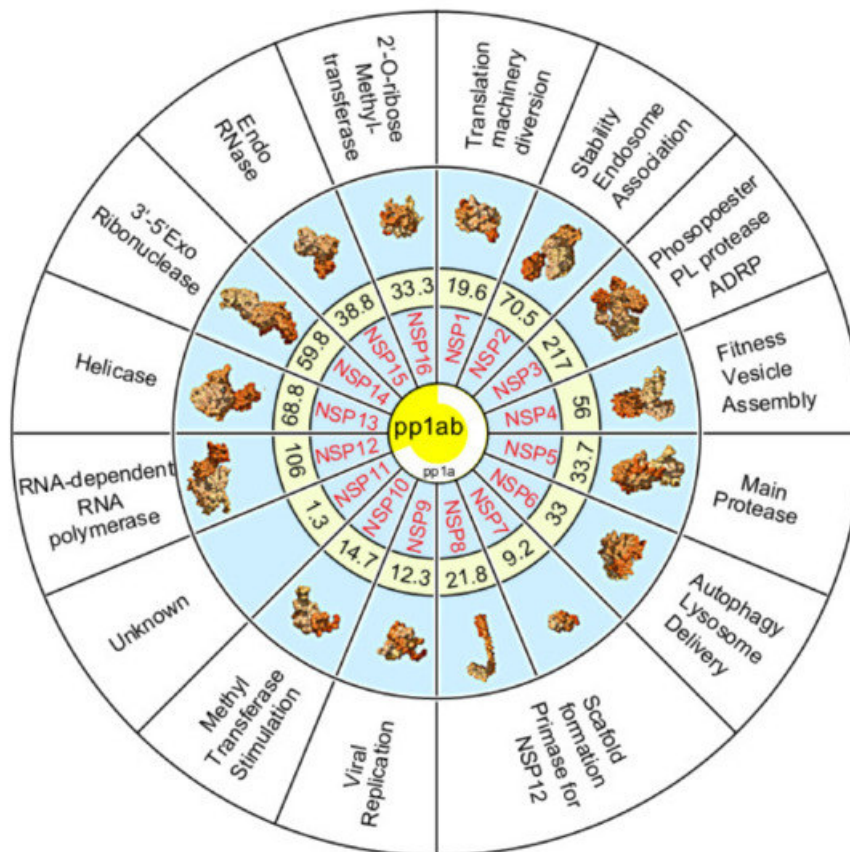 Translation
machinery
diversion
Stability
Endosome
Association
Phosopoester
PL protease
ADRP
Fitness
Vesicle
Assembly
Main
Protease
Autophagy
Lysosome
Delivery
Scafold
formation
Primase for
NSP12
Viral
Replication
Methyl
Transferase
Stimulation
Unknown
RNA-dependent
RNA
polymerase
Helicase
3'-5'Exo
Ribonuclease
Endo
RNase
2'-O-ribose
Methyl-
transferase
19.6
70.5
217
56
33.7
33
9.2
21.8
12.3
14.7
1.3
106
68.8
59.8
38.8
33.3
NSP1
NSP2
NSP3
NSP4
NSP5
NSP6
NSP7
NSP8
NSP9
NSP10
NSP11
NSP12
NSP13
NSP14
NSP15
NSP16
pp1ab
pp1a